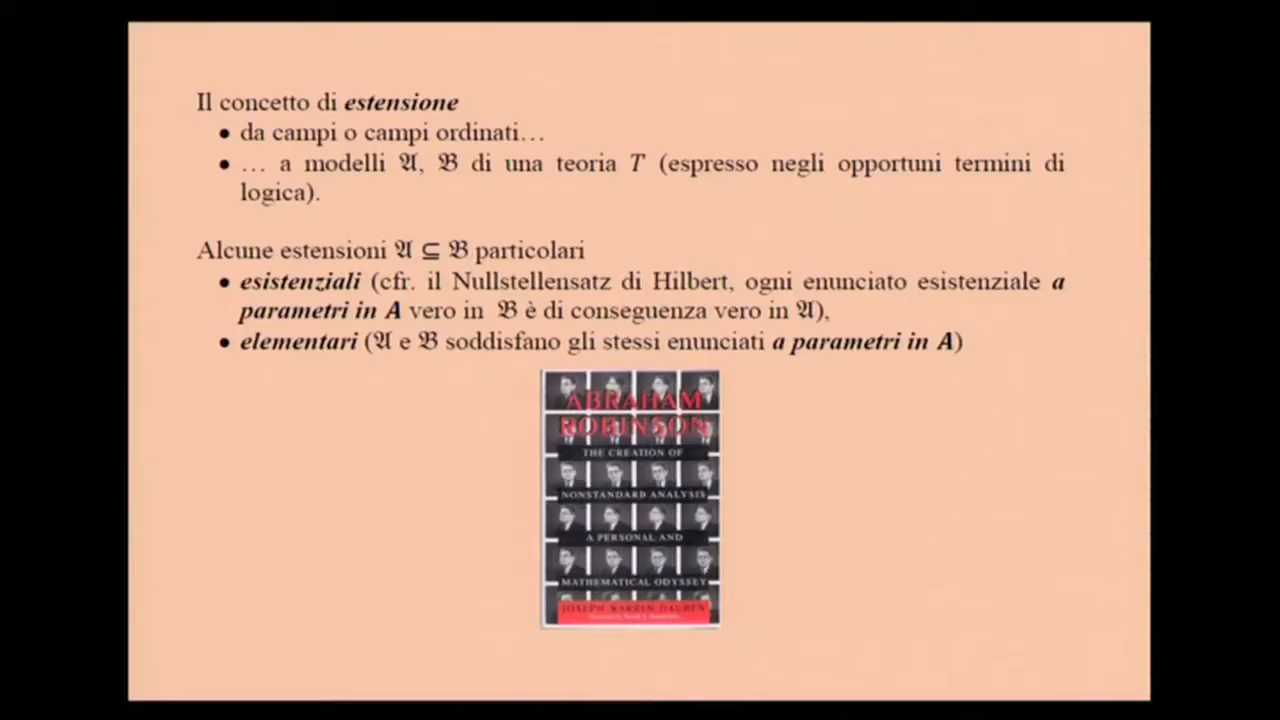 Il concetto di estensione
• da campi o campi ordinati…
• … a modelli 𝔄, 𝔅 di una teoria T (espresso negli opportuni termini di
logica).
Alcune estensioni 𝔄 ⊆ 𝔅 particolari
• esistenziali (cfr. il Nullstellensatz di Hilbert, ogni enunciato esistenziale a
parametri in A vero in 𝔅 è di conseguenza vero in 𝔄),
• elementari (𝔄 e 𝔅 soddisfano gli stessi enunciati a parametri in A)
ABRAHAM
ROBINSON
THE CREATION OF
NONSTANDARD ANALYSIS
A PERSONAL AND
MATHEMATICAL ODYSSEY
JOSEPH WARREN DAUBEN